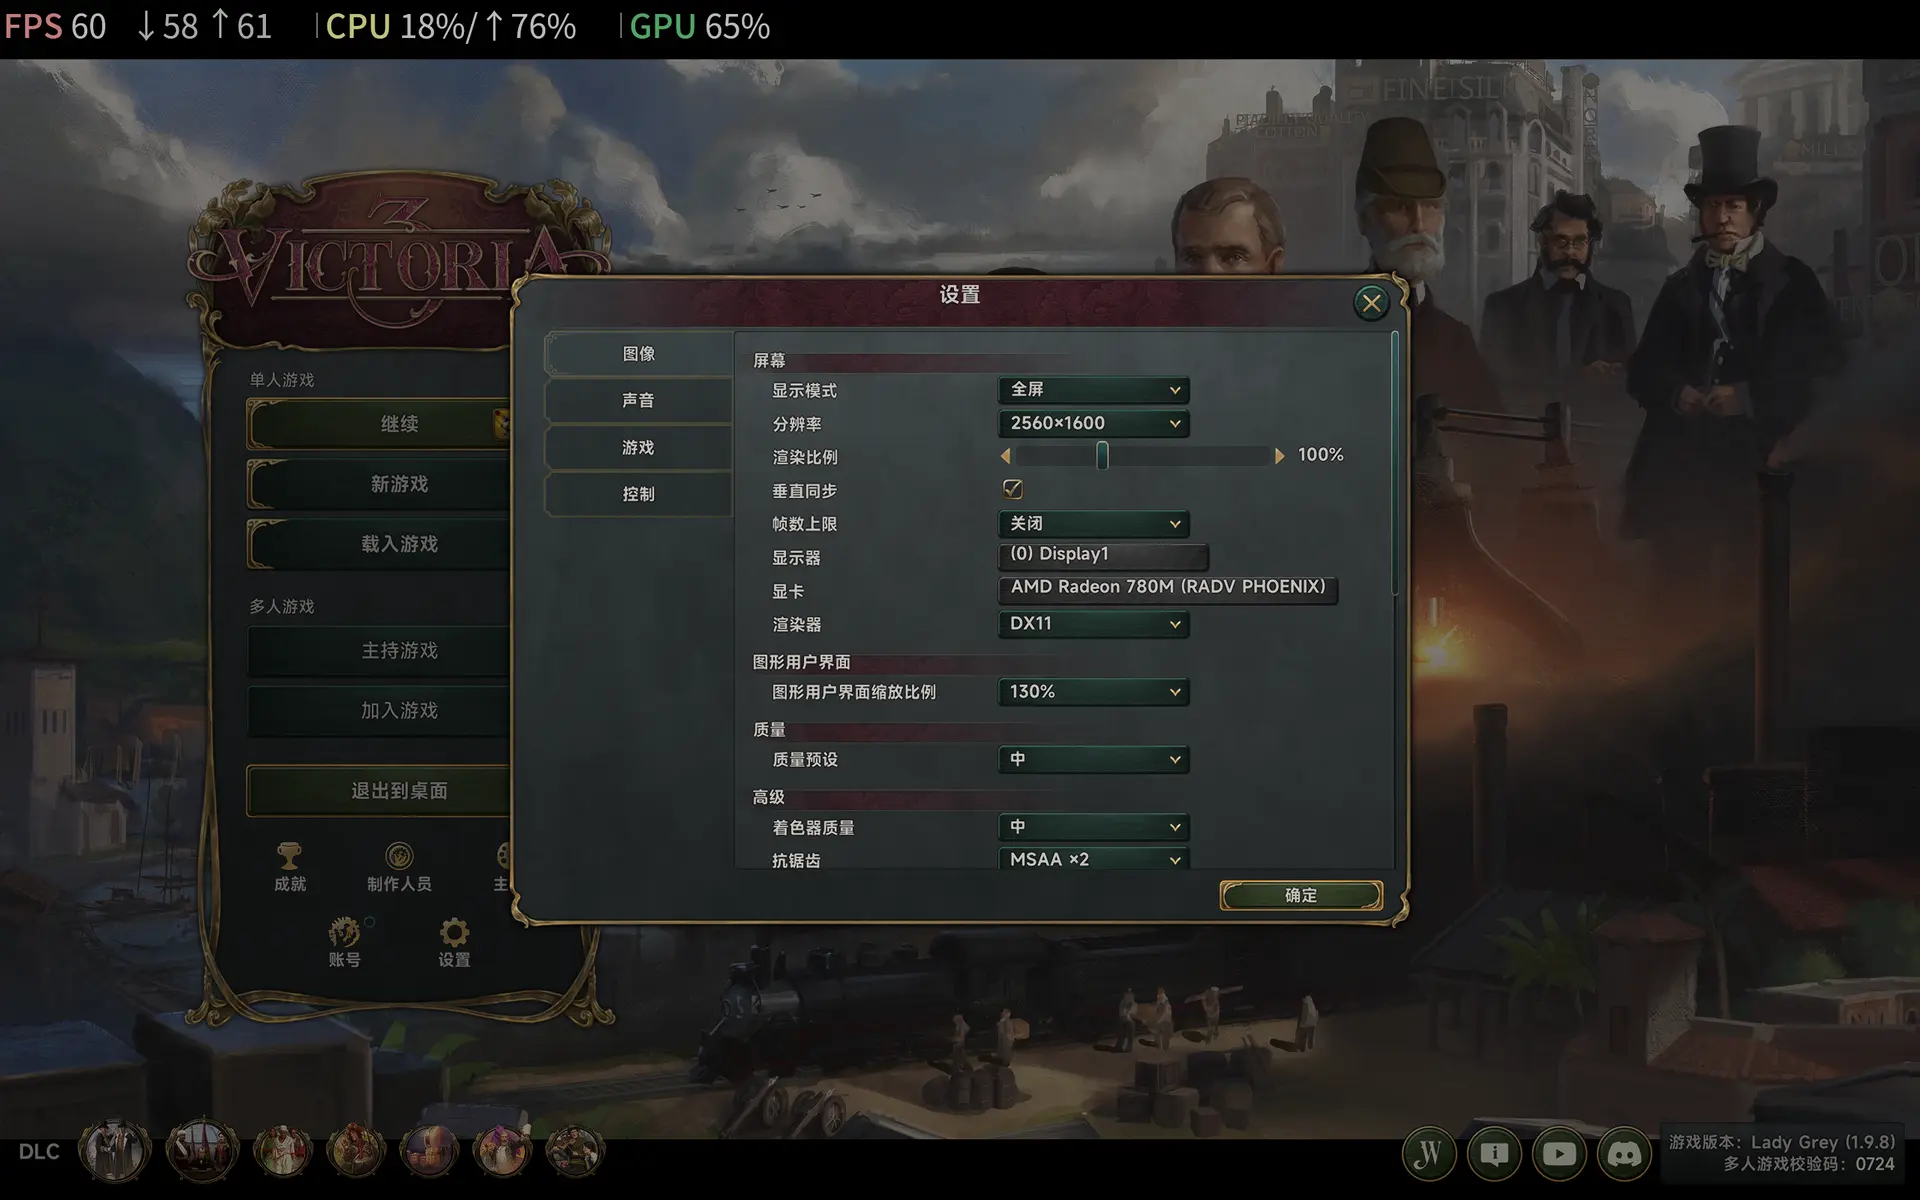 FPS 60 ↓58 ↑61 | CPU 18%/↑76% | GPU 65%
FINE SILK
COTTON
MILLS
3
VICTORIA
单人游戏
继续
新游戏
载入游戏
多人游戏
主持游戏
加入游戏
退出到桌面
成就
制作人员
主
账号
设置
设置
图像
声音
游戏
控制
屏幕
显示模式 全屏
分辨率 2560×1600
渲染比例 100%
垂直同步
帧数上限 关闭
显示器 (0) Display1
显卡 AMD Radeon 780M (RADV PHOENIX)
渲染器 DX11
图形用户界面
图形用户界面缩放比例 130%
质量
质量预设 中
高级
着色器质量 中
抗锯齿 MSAA ×2
确定
DLC
W
游戏版本: Lady Grey (1.9.8)
多人游戏校验码: 0724